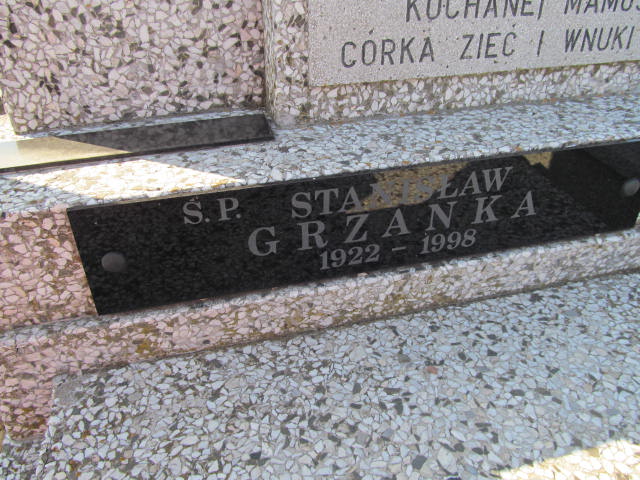 KOCHANEJ
CÓRKA ZIĘĆ I WNUKI
Ś.P. STANISŁAW
GRZANKA
1922 - 1998